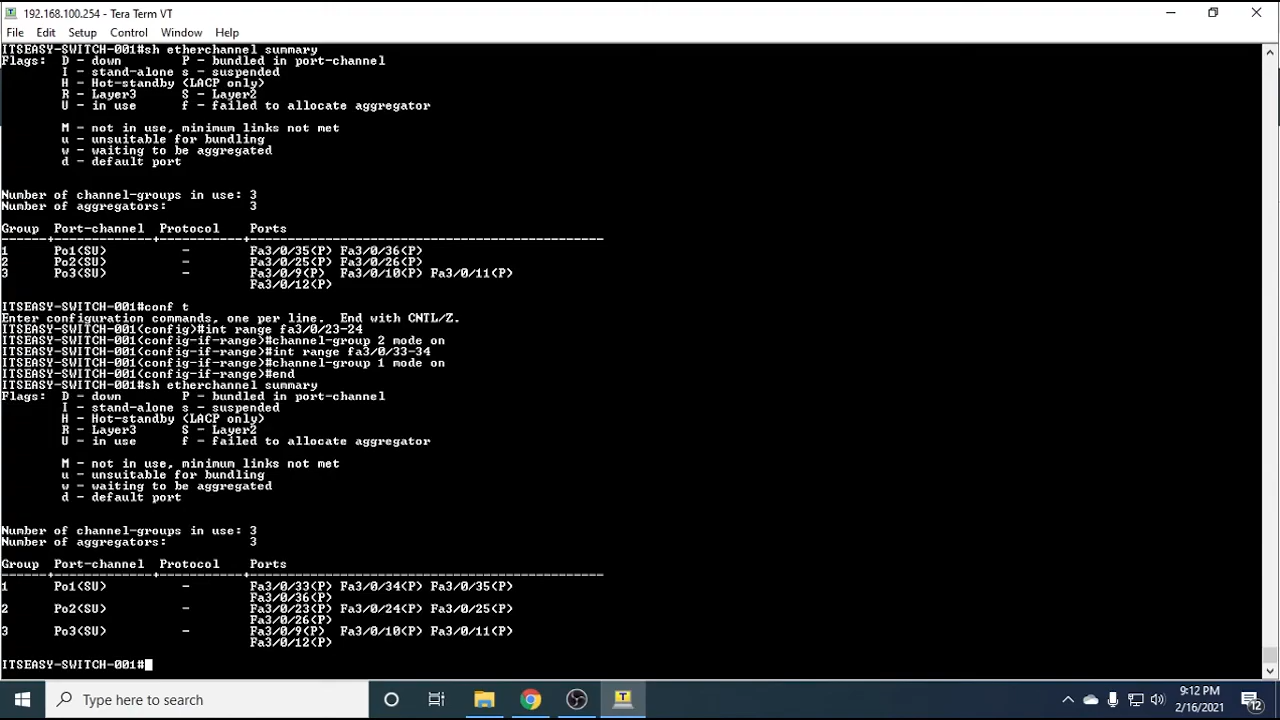 192.168.100.254 - Tera Term VT
File Edit Setup Control Window Help
ITSEASY-SWITCH-001#sh etherchannel summary
Flags:  D - down        P - bundled in port-channel
        I - stand-alone s - suspended
        H - Hot-standby (LACP only)
        R - Layer3      S - Layer2
        U - in use      f - failed to allocate aggregator
        M - not in use, minimum links not met
        u - unsuitable for bundling
        w - waiting to be aggregated
        d - default port
Number of channel-groups in use: 3
Number of aggregators:           3
Group  Port-channel  Protocol    Ports
------+-------------+-----------+-----------------------------------------------
1      Po1(SU)          -        Fa3/0/35(P) Fa3/0/36(P)
2      Po2(SU)          -        Fa3/0/25(P) Fa3/0/26(P)
3      Po3(SU)          -        Fa3/0/9(P)  Fa3/0/10(P) Fa3/0/11(P)
                                 Fa3/0/12(P)
ITSEASY-SWITCH-001#conf t
Enter configuration commands, one per line.  End with CNTL/Z.
ITSEASY-SWITCH-001(config)#int range fa3/0/23-24
ITSEASY-SWITCH-001(config-if-range)#channel-group 2 mode on
ITSEASY-SWITCH-001(config-if-range)#int range fa3/0/33-34
ITSEASY-SWITCH-001(config-if-range)#channel-group 1 mode on
ITSEASY-SWITCH-001(config-if-range)#end
ITSEASY-SWITCH-001#sh etherchannel summary
Flags:  D - down        P - bundled in port-channel
        I - stand-alone s - suspended
        H - Hot-standby (LACP only)
        R - Layer3      S - Layer2
        U - in use      f - failed to allocate aggregator
        M - not in use, minimum links not met
        u - unsuitable for bundling
        w - waiting to be aggregated
        d - default port
Number of channel-groups in use: 3
Number of aggregators:           3
Group  Port-channel  Protocol    Ports
------+-------------+-----------+-----------------------------------------------
1      Po1(SU)          -        Fa3/0/33(P) Fa3/0/34(P) Fa3/0/35(P)
                                 Fa3/0/36(P)
2      Po2(SU)          -        Fa3/0/23(P) Fa3/0/24(P) Fa3/0/25(P)
                                 Fa3/0/26(P)
3      Po3(SU)          -        Fa3/0/9(P)  Fa3/0/10(P) Fa3/0/11(P)
                                 Fa3/0/12(P)
ITSEASY-SWITCH-001#
Type here to search
9:12 PM
2/16/2021
12